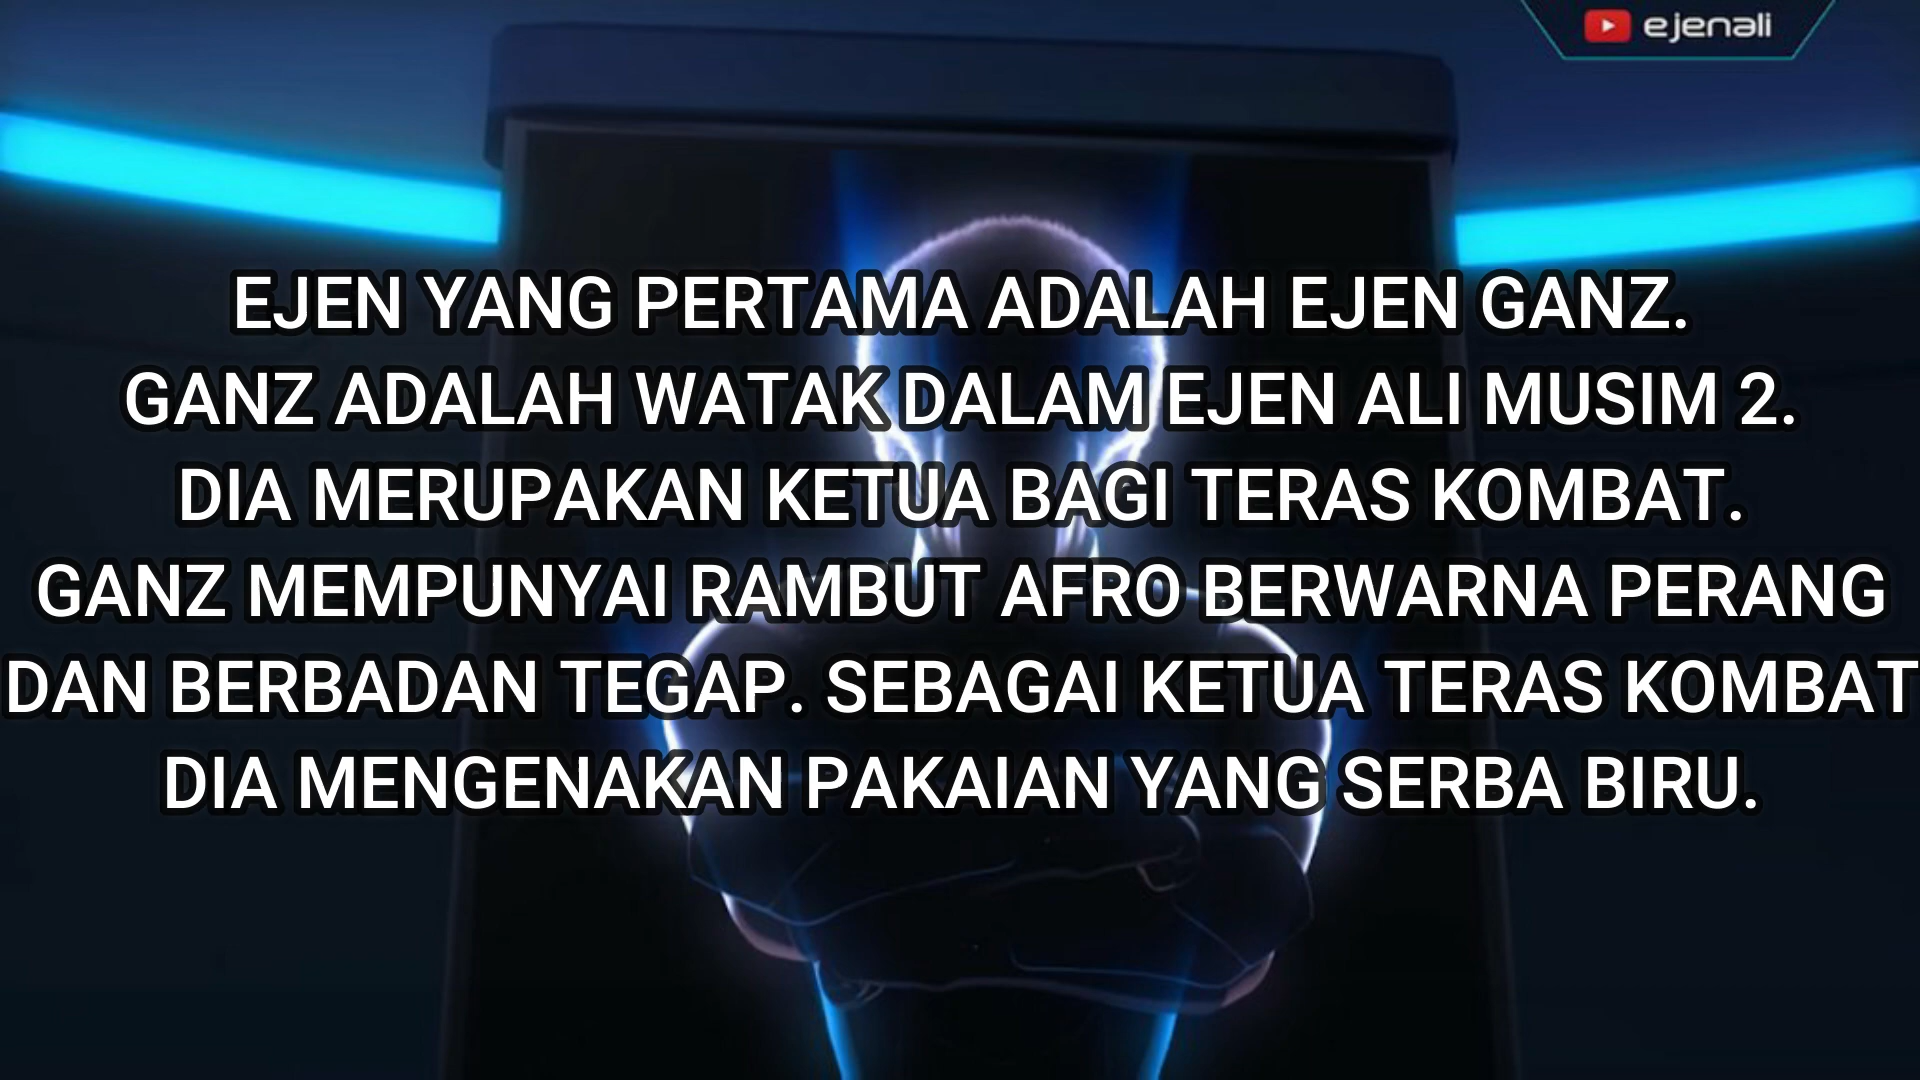 ejenali
EJEN YANG PERTAMA ADALAH EJEN GANZ.
GANZ ADALAH WATAK DALAM EJEN ALI MUSIM 2.
DIA MERUPAKAN KETUA BAGI TERAS KOMBAT.
GANZ MEMPUNYAI RAMBUT AFRO BERWARNA PERANG
DAN BERBADAN TEGAP. SEBAGAI KETUA TERAS KOMBAT
DIA MENGENAKAN PAKAIAN YANG SERBA BIRU.